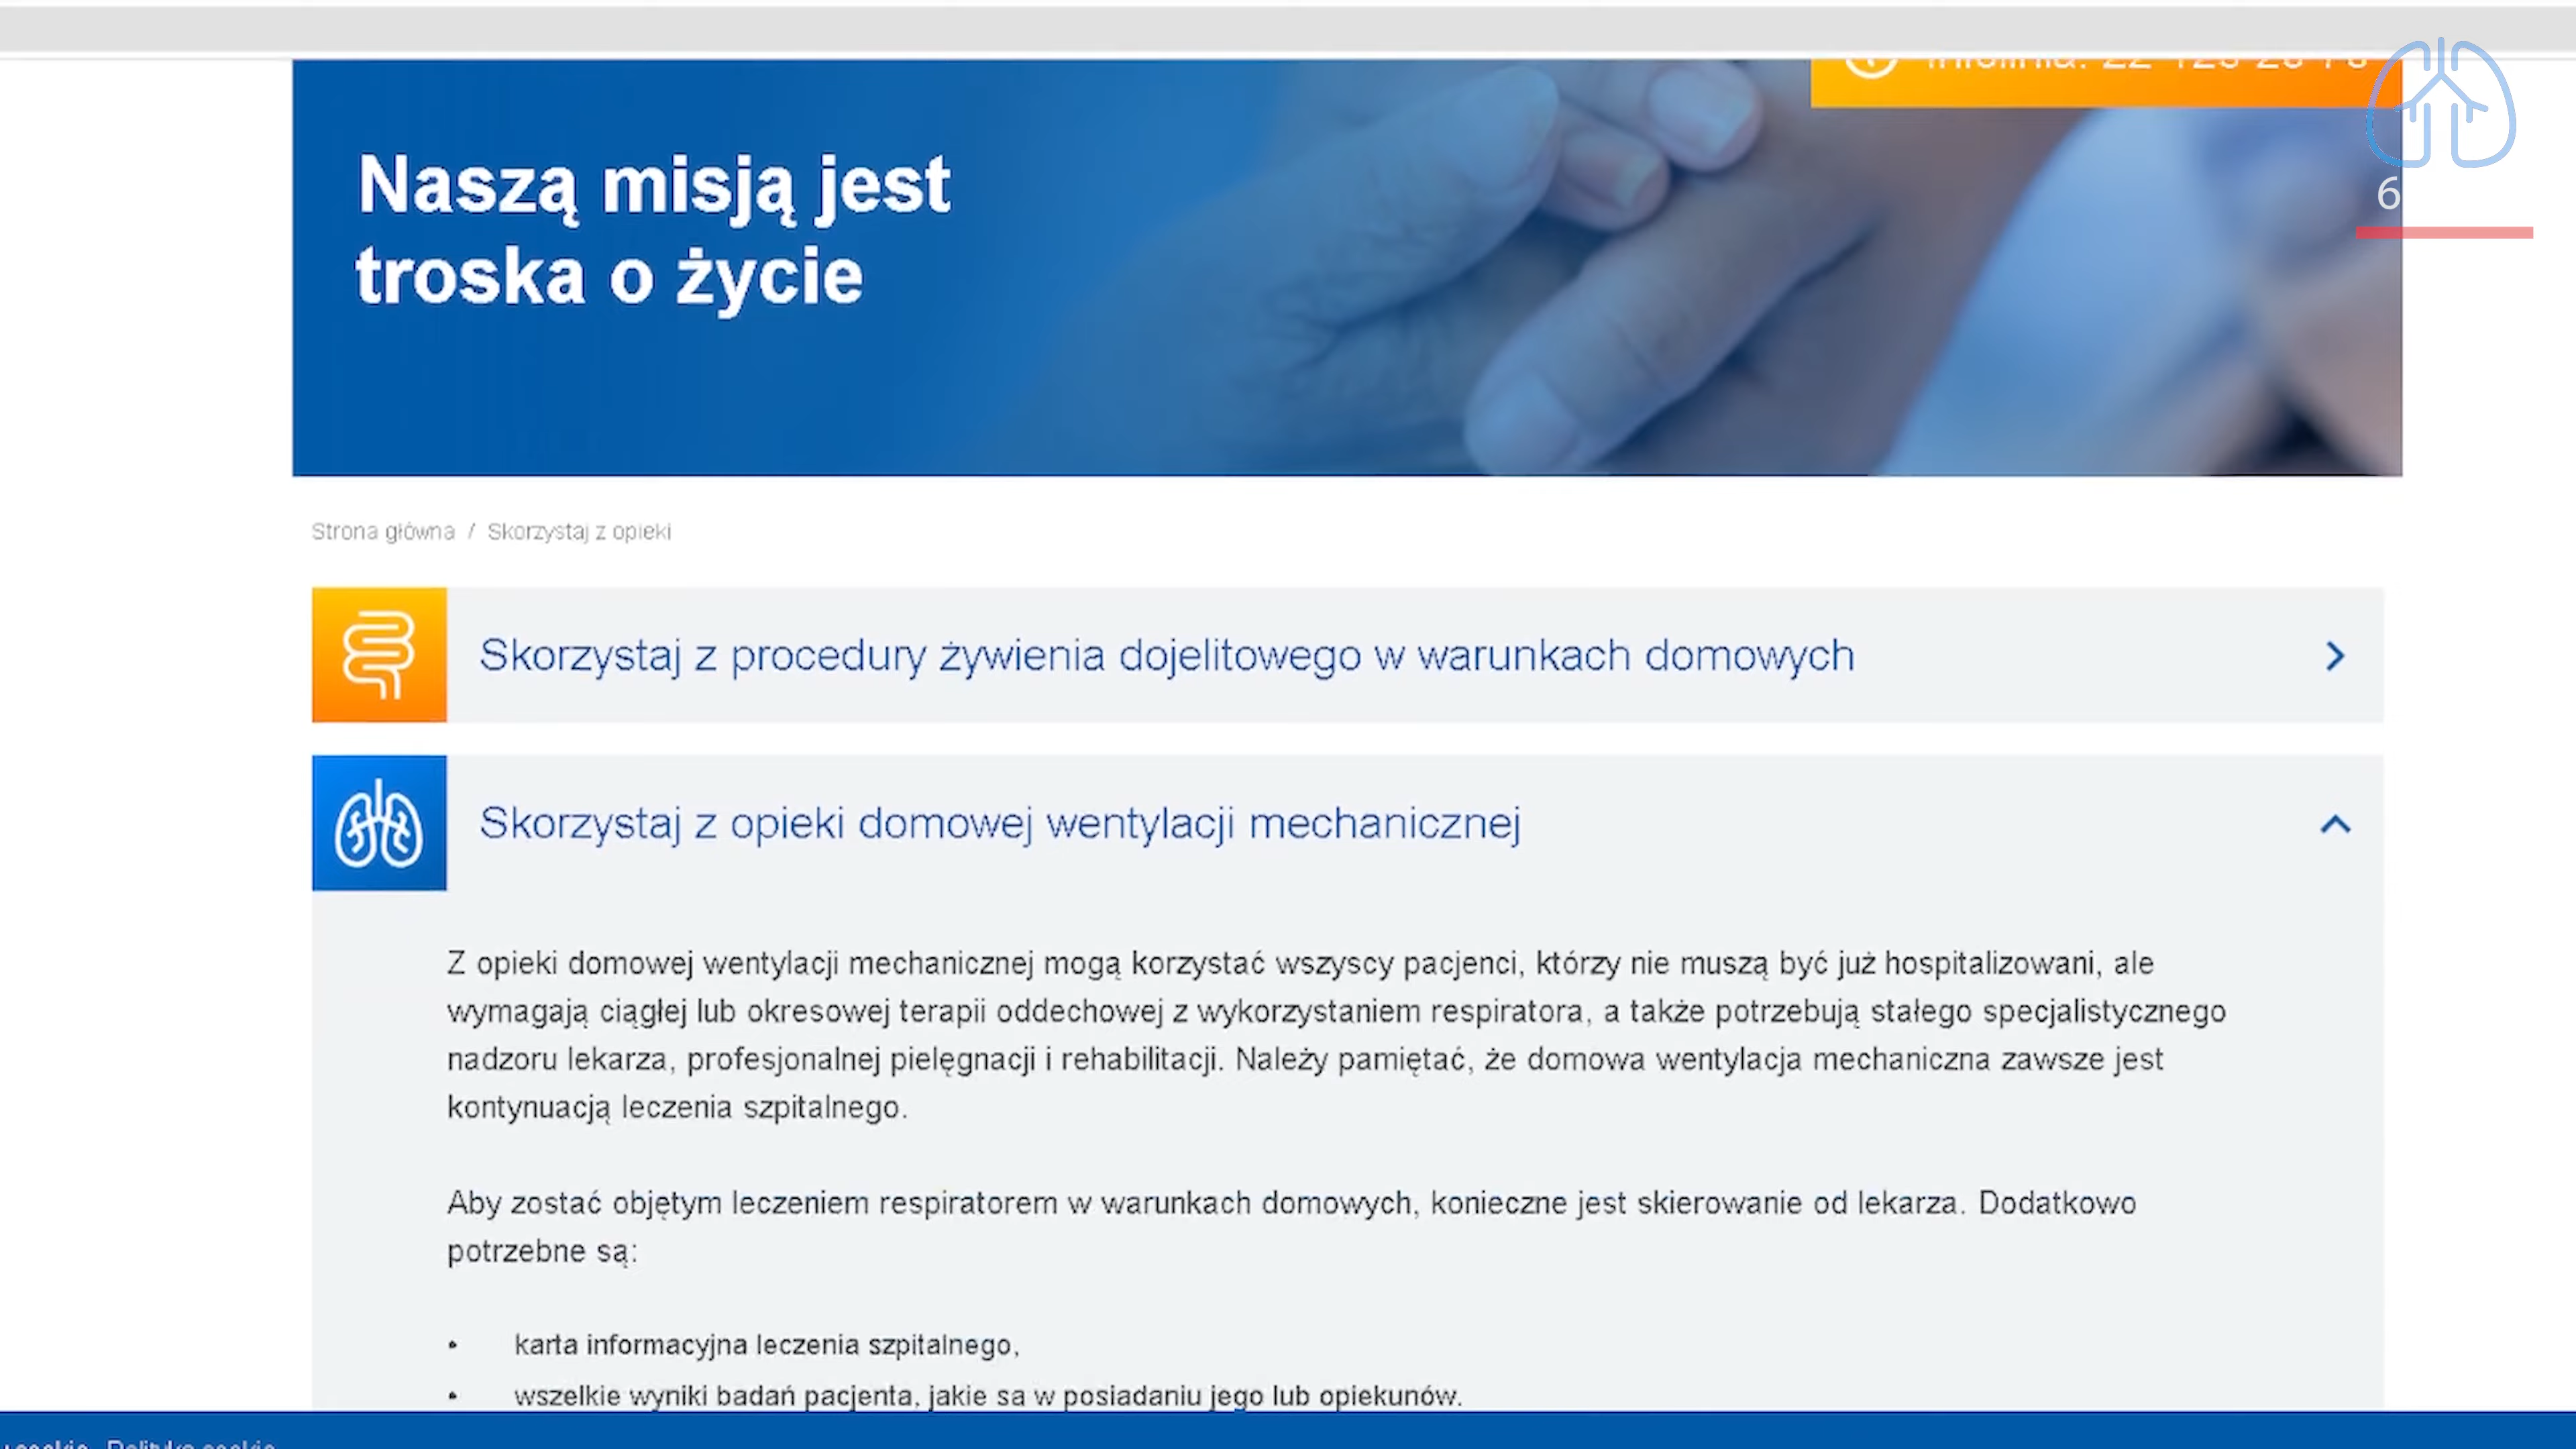 6
Naszą misją jest
troska o życie
Strona główna / Skorzystaj z opieki
Skorzystaj z procedury żywienia dojelitowego w warunkach domowych
Skorzystaj z opieki domowej wentylacji mechanicznej
Z opieki domowej wentylacji mechanicznej mogą korzystać wszyscy pacjenci, którzy nie muszą być już hospitalizowani, ale
wymagają ciągłej lub okresowej terapii oddechowej z wykorzystaniem respiratora, a także potrzebują stałego specjalistycznego
nadzoru lekarza, profesjonalnej pielęgnacji i rehabilitacji. Należy pamiętać, że domowa wentylacja mechaniczna zawsze jest
kontynuacją leczenia szpitalnego.
Aby zostać objętym leczeniem respiratorem w warunkach domowych, konieczne jest skierowanie od lekarza. Dodatkowo
potrzebne są:
• karta informacyjna leczenia szpitalnego,
• wszelkie wyniki badań pacjenta, jakie są w posiadaniu jego lub opiekunów.